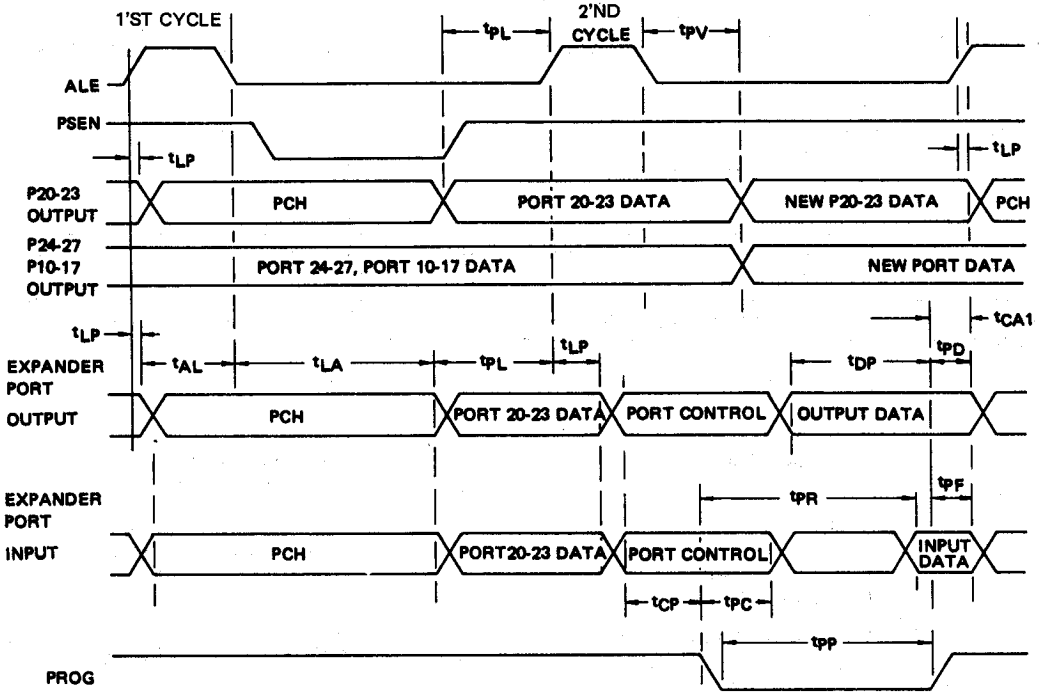 1'ST CYCLE
tPL
2'ND
CYCLE
tPV
ALE
PSEN
tLP
tLP
P20-23
OUTPUT
PCH
PORT 20-23 DATA
NEW P20-23 DATA
PCH
P24-27
P10-17
OUTPUT
PORT 24-27, PORT 10-17 DATA
NEW PORT DATA
tLP
tCA1
EXPANDER
PORT
OUTPUT
tAL
tLA
tPL
tLP
tDP
tPD
PCH
PORT 20-23 DATA
PORT CONTROL
OUTPUT DATA
EXPANDER
PORT
INPUT
tPR
tPF
PCH
PORT20-23 DATA
PORT CONTROL
INPUT
DATA
tCP
tPC
tPP
PROG